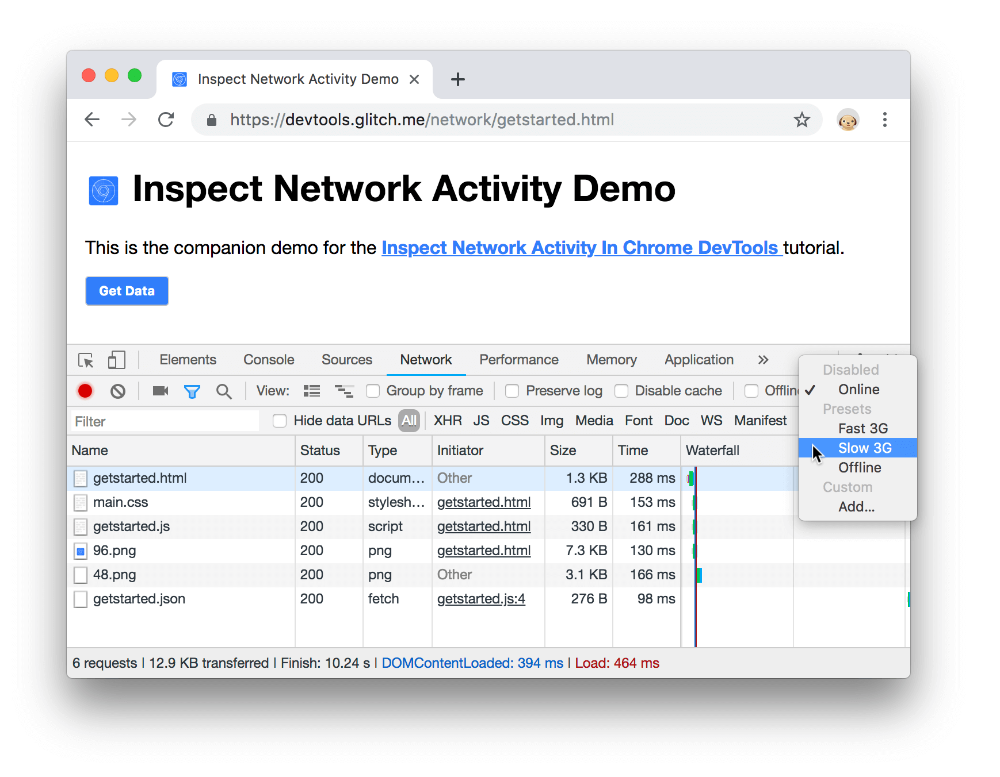 Inspect Network Activity Demo
https://devtools.glitch.me/network/getstarted.html
Inspect Network Activity Demo
This is the companion demo for the Inspect Network Activity In Chrome DevTools tutorial.
Get Data
Elements Console Sources Network Performance Memory Application
View: Group by frame Preserve log Disable cache Offlin
Filter Hide data URLs All XHR JS CSS Img Media Font Doc WS Manifest
Disabled
Online
Presets
Fast 3G
Slow 3G
Offline
Custom
Add...
Name Status Type Initiator Size Time Waterfall
getstarted.html 200 docum... Other 1.3 KB 288 ms
main.css 200 stylesh... getstarted.html 691 B 153 ms
getstarted.js 200 script getstarted.html 330 B 161 ms
96.png 200 png getstarted.html 7.3 KB 130 ms
48.png 200 png Other 3.1 KB 166 ms
getstarted.json 200 fetch getstarted.js:4 276 B 98 ms
6 requests | 12.9 KB transferred | Finish: 10.24 s | DOMContentLoaded: 394 ms | Load: 464 ms